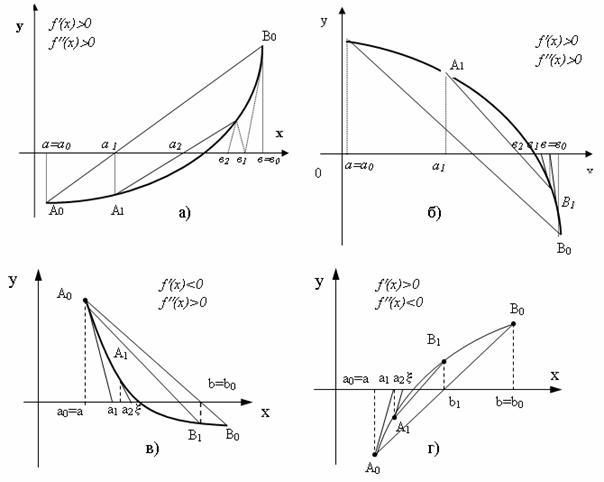 y
f′(x)>0
f″(x)>0
B₀
x
a=a₀
a₁
a₂
в₂
в₁
в=в₀
A₀
A₁
а)
y
f′(x)>0
f″(x)>0
A₁
a=a₀
a₁
в₂
в₁
в=в₀
0
B₁
B₀
б)
y
f′(x)<0
f″(x)>0
A₀
A₁
b=b₀
a₀=a
a₁
a₂
ξ
x
B₁
B₀
в)
y
f′(x)>0
f″(x)<0
B₀
B₁
x
a₀=a
a₁
a₂
ξ
b₁
b=b₀
A₁
A₀
г)